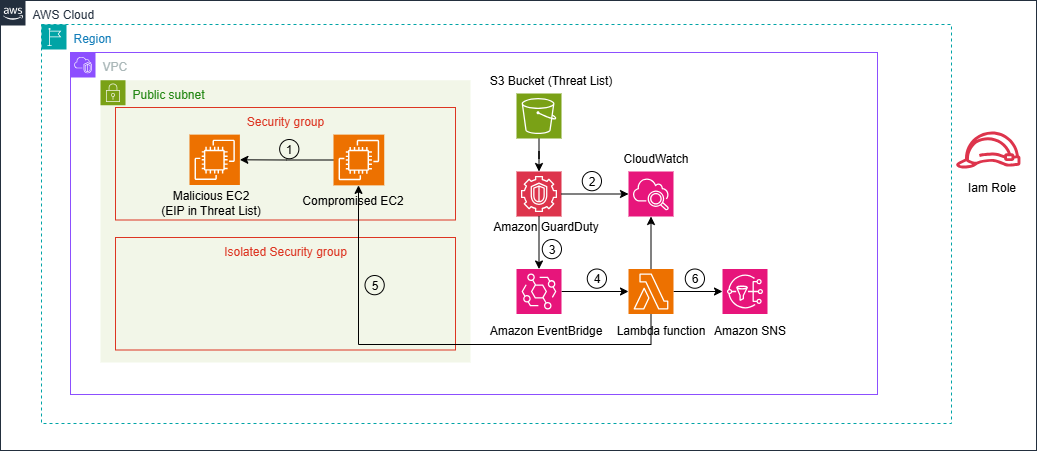 aws
AWS Cloud
Region
VPC
Public subnet
Security group
1
Malicious EC2
(EIP in Threat List)
Compromised EC2
Isolated Security group
5
S3 Bucket (Threat List)
CloudWatch
2
Amazon GuardDuty
3
4
6
Amazon EventBridge
Lambda function
Amazon SNS
Iam Role